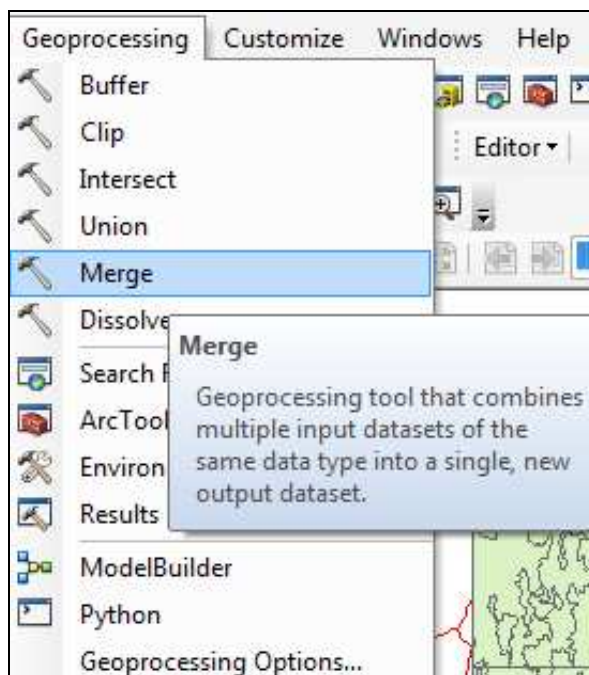 Geoprocessing Customize Windows Help
Buffer
Clip
Editor
Intersect
Union
Merge
Dissolve
Merge
Search
Geoprocessing tool that combines
ArcTool
multiple input datasets of the
same data type into a single, new
Environ
output dataset.
Results
ModelBuilder
Python
Geoprocessing Options...